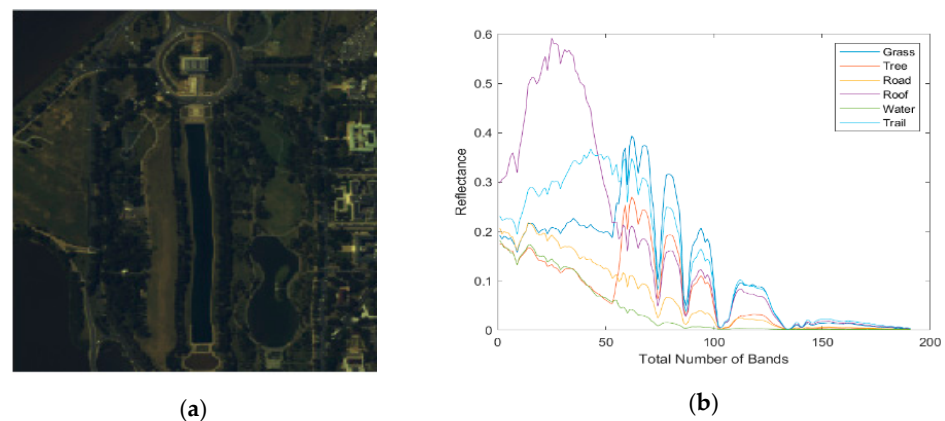 0.6
0.5
0.4
0.3
0.2
0.1
0
Reflectance
Grass
Tree
Road
Roof
Water
Trail
0 50 100 150 200
Total Number of Bands
(a) (b)